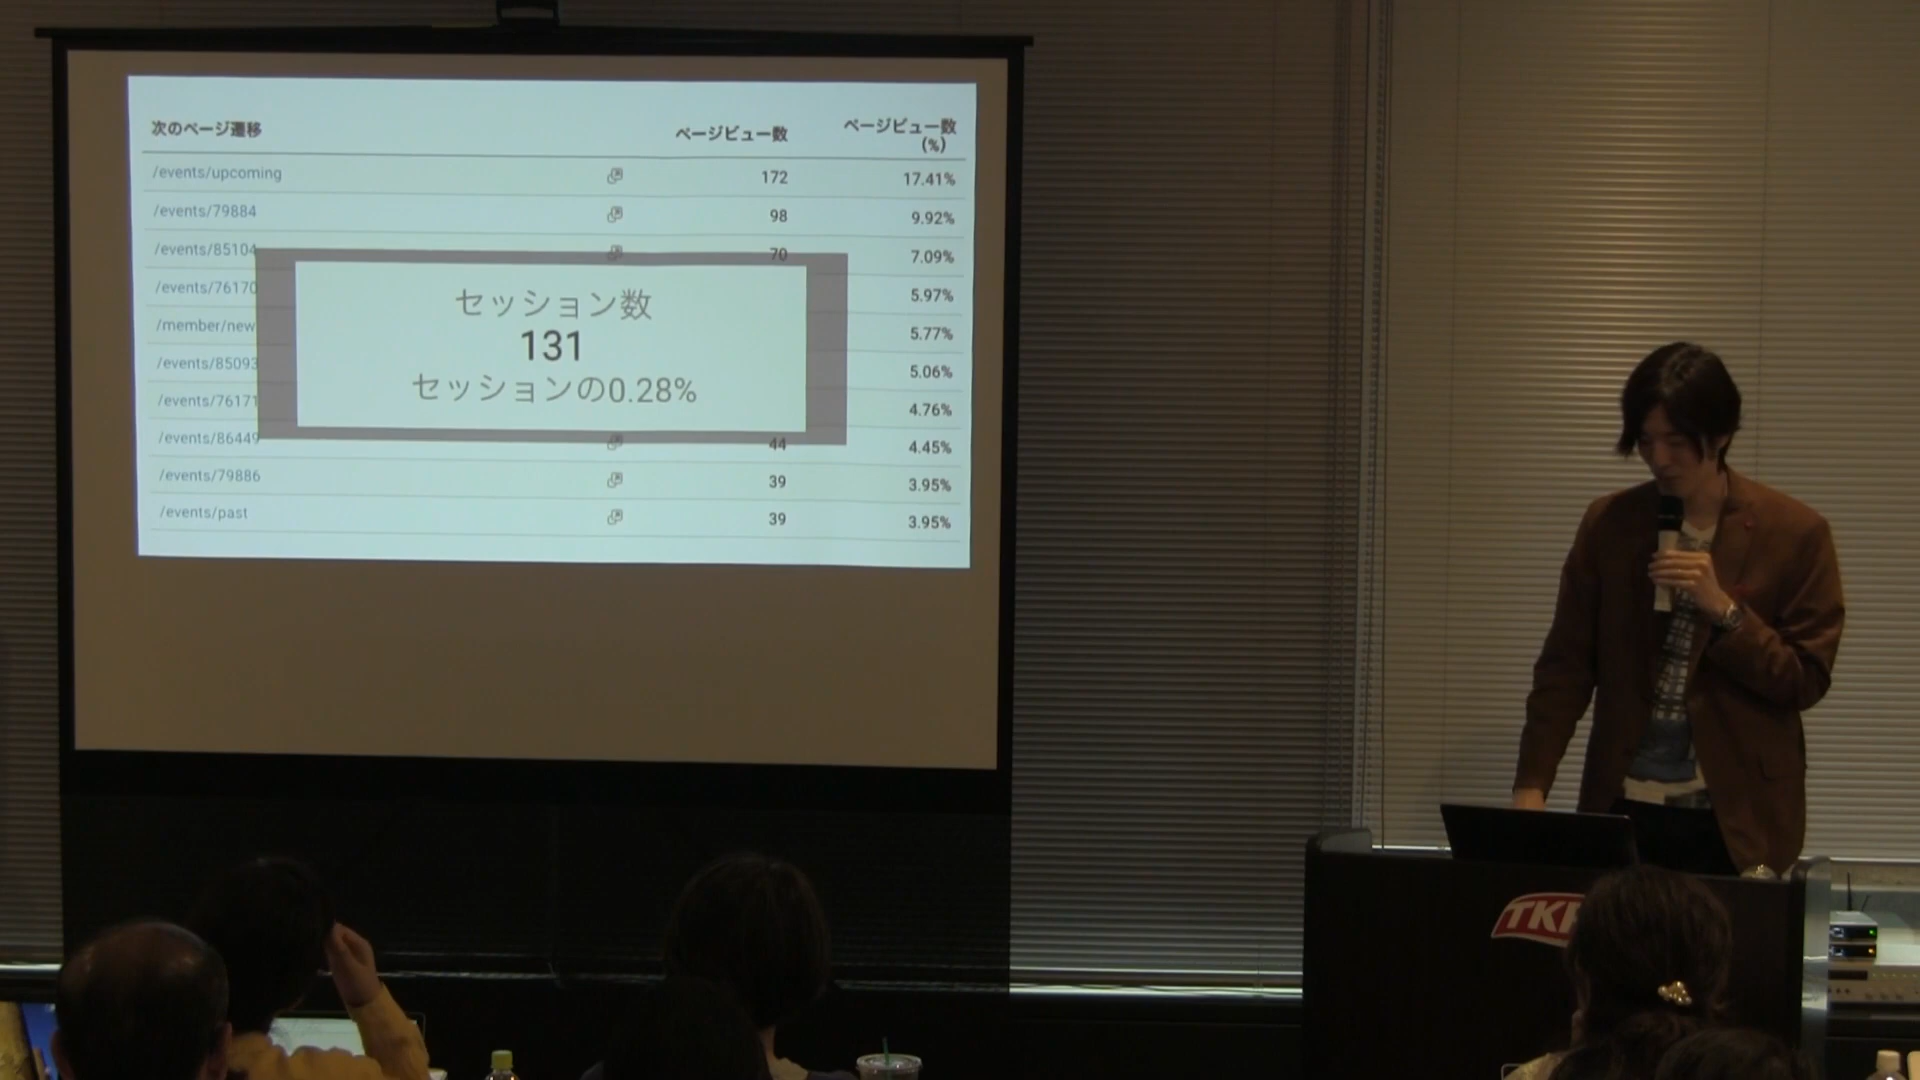 次のページ遷移 ページビュー数 ページビュー数
(%)
/events/upcoming 172 17.41%
/events/79884 98 9.92%
/events/85104 70 7.09%
/events/76170 5.97%
/member/new 5.77%
/events/85093 5.06%
/events/76171 4.76%
/events/86449 44 4.45%
/events/79886 39 3.95%
/events/past 39 3.95%
セッション数
131
セッションの0.28%